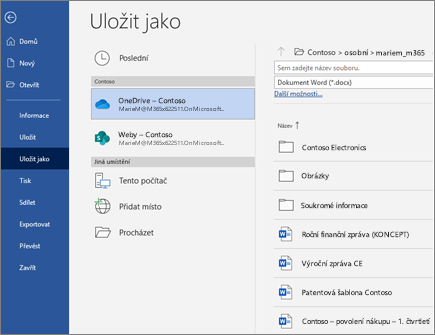 Uložit jako
Domů
Nový
Otevřít
Informace
Uložit
Uložit jako
Tisk
Sdílet
Exportovat
Převést
Zavřít
Poslední
Contoso
OneDrive – Contoso
MarieM@M365x622511.OnMicrosoft...
Weby – Contoso
MarieM@M365x622511.OnMicrosoft...
Jiná umístění
Tento počítač
Přidat místo
Procházet
Contoso > osobní > mariem_m365
Sem zadejte název souboru.
Dokument Word (*.docx)
Další možnosti...
Název ↑
Contoso Electronics
Obrázky
Soukromé informace
Roční finanční zpráva (KONCEPT)
Výroční zpráva CE
Patentová šablona Contoso
Contoso – povolení nákupu – 1. čtvrtletí